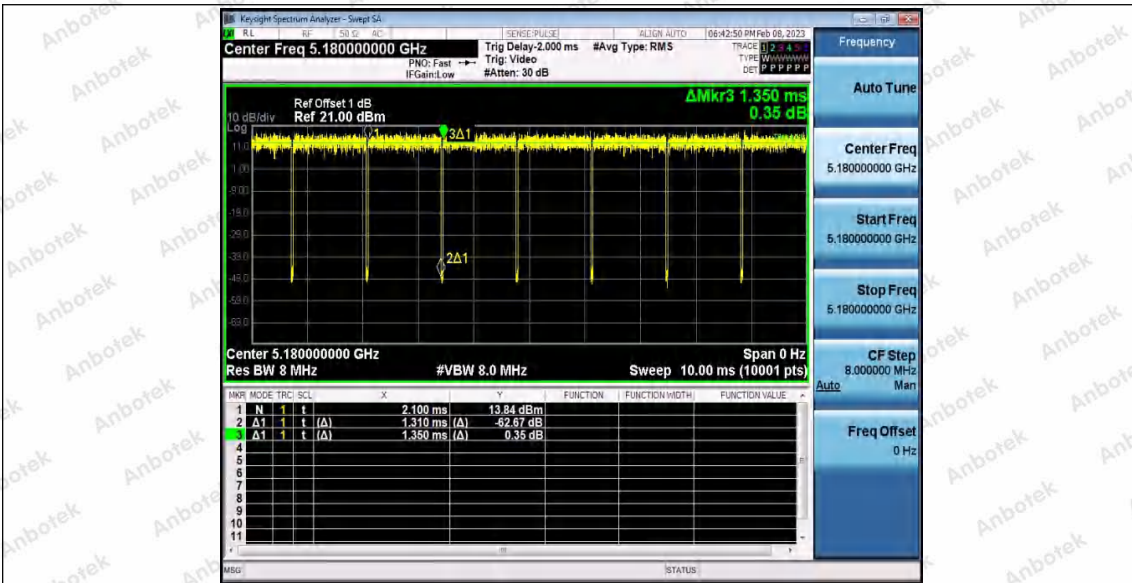 Keysight Spectrum Analyzer - Swept SA
RL RF 50 Ω AC SENSE:PULSE ALIGN AUTO 06:42:50 PM Feb 08, 2023
Center Freq 5.180000000 GHz
PNO: Fast
IFGain:Low
Trig Delay-2.000 ms
Trig: Video
#Atten: 30 dB
#Avg Type: RMS
TRACE 1 2 3 4 5 6
TYPE WWWWWW
DET P P P P P P
ΔMkr3 1.350 ms
0.35 dB
Ref Offset 1 dB
10 dB/div Ref 21.00 dBm
Log
11.0
1.00
-9.00
-19.0
-29.0
-39.0
-49.0
-59.0
-69.0
1
3Δ1
2Δ1
Center 5.180000000 GHz Span 0 Hz
Res BW 8 MHz #VBW 8.0 MHz Sweep 10.00 ms (10001 pts)
MKR MODE TRC SCL X Y FUNCTION FUNCTION WIDTH FUNCTION VALUE
1 N 1 t 2.100 ms 13.84 dBm
2 Δ1 1 t (Δ) 1.310 ms (Δ) -62.67 dB
3 Δ1 1 t (Δ) 1.350 ms (Δ) 0.35 dB
4
5
6
7
8
9
10
11
MSG STATUS
Frequency
Auto Tune
Center Freq
5.180000000 GHz
Start Freq
5.180000000 GHz
Stop Freq
5.180000000 GHz
CF Step
8.000000 MHz
Auto Man
Freq Offset
0 Hz
Anbotek